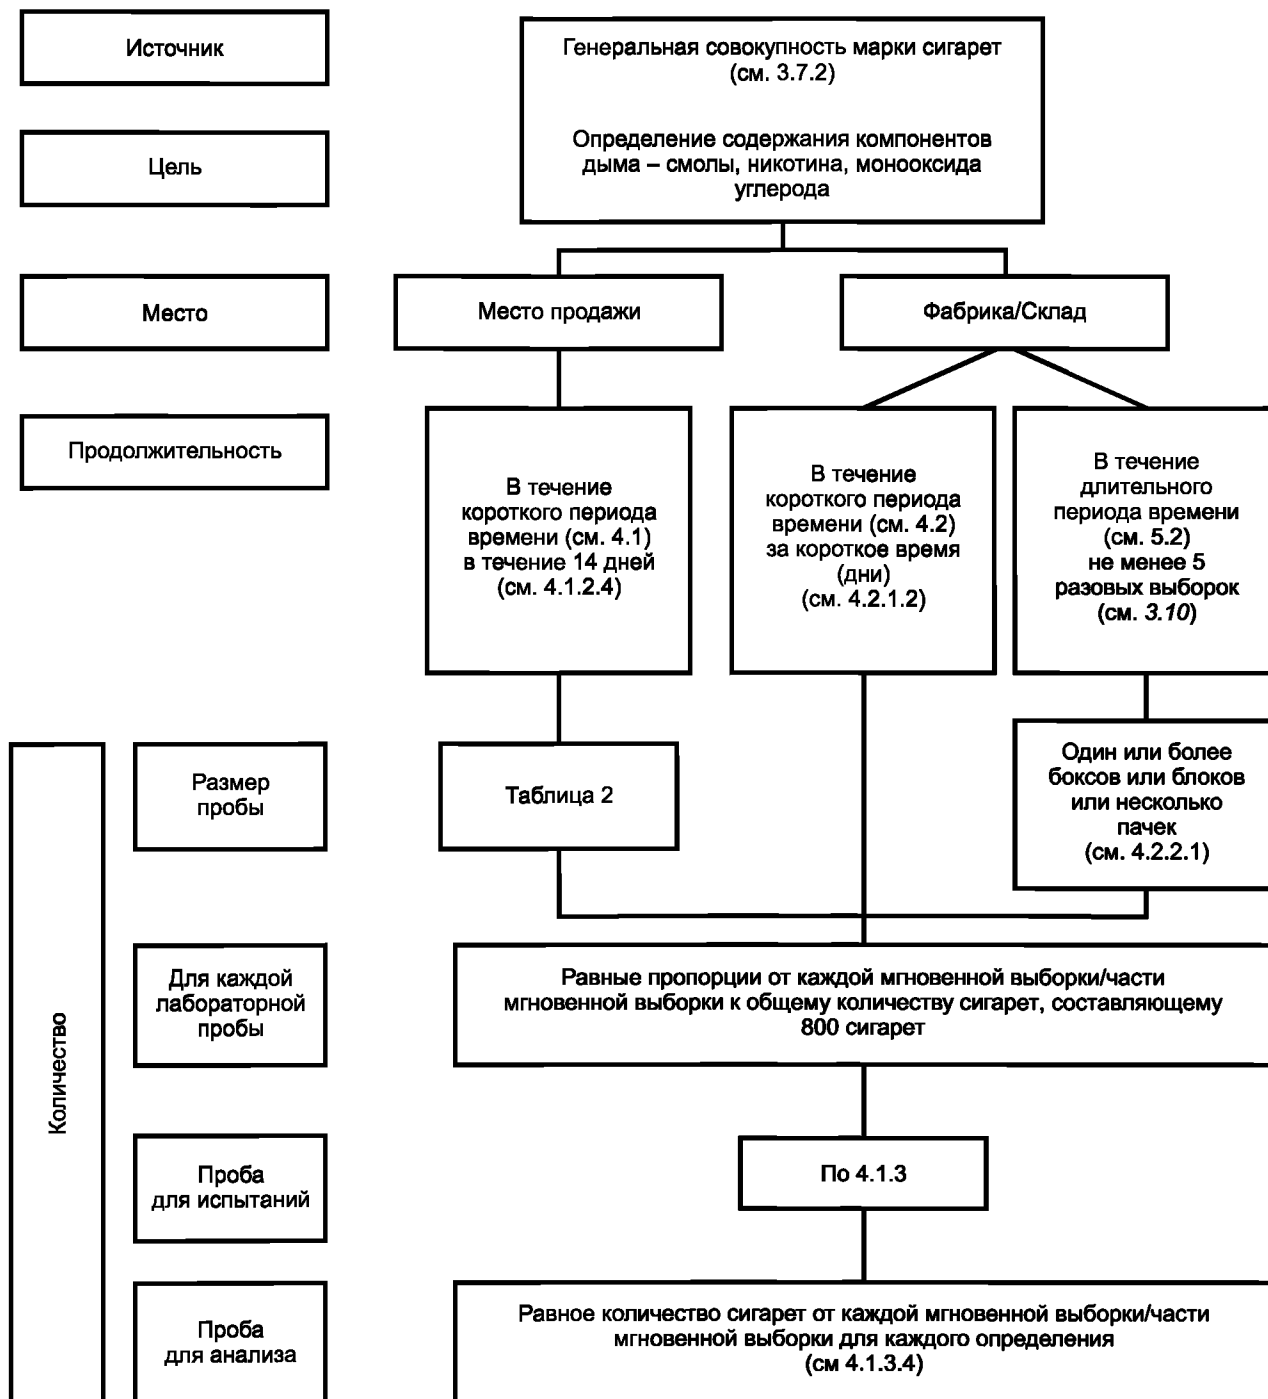 Источник
Генеральная совокупность марки сигарет
(см. 3.7.2)
Цель
Определение содержания компонентов
дыма – смолы, никотина, монооксида
углерода
Место
Место продажи
Фабрика/Склад
Продолжительность
В течение
короткого периода
времени (см. 4.1)
в течение 14 дней
(см. 4.1.2.4)
В течение
короткого периода
времени (см. 4.2)
за короткое время
(дни)
(см. 4.2.1.2)
В течение
длительного
периода времени
(см. 5.2)
не менее 5
разовых выборок
(см. 3.10)
Количество
Размер
пробы
Таблица 2
Один или более
боксов или блоков
или несколько
пачек
(см. 4.2.2.1)
Для каждой
лабораторной
пробы
Равные пропорции от каждой мгновенной выборки/части
мгновенной выборки к общему количеству сигарет, составляющему
800 сигарет
Проба
для испытаний
По 4.1.3
Проба
для анализа
Равное количество сигарет от каждой мгновенной выборки/части
мгновенной выборки для каждого определения
(см 4.1.3.4)